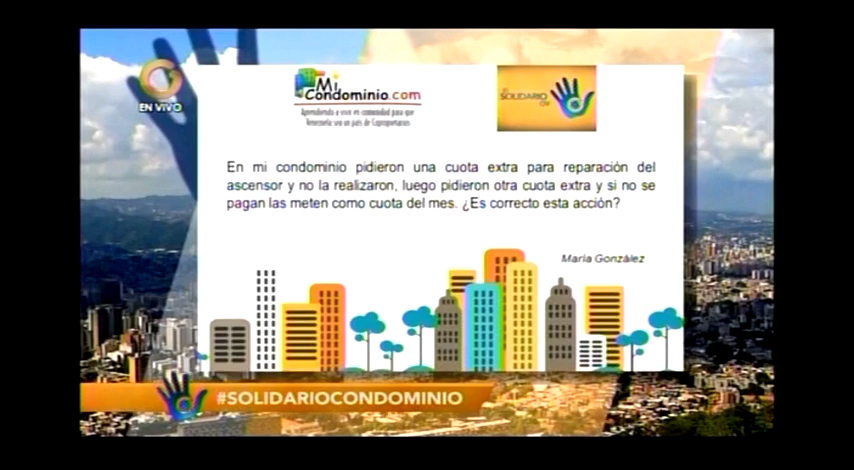 EN VIVO
Mi
Condominio.com
Aprendiendo a vivir en comunidad para que
Venezuela sea un país de Copropietarios
SOLIDARIO
En mi condominio pidieron una cuota extra para reparación del
ascensor y no la realizaron, luego pidieron otra cuota extra y si no se
pagan las meten como cuota del mes. ¿Es correcto esta acción?
María González
#SOLIDARIOCONDOMINIO